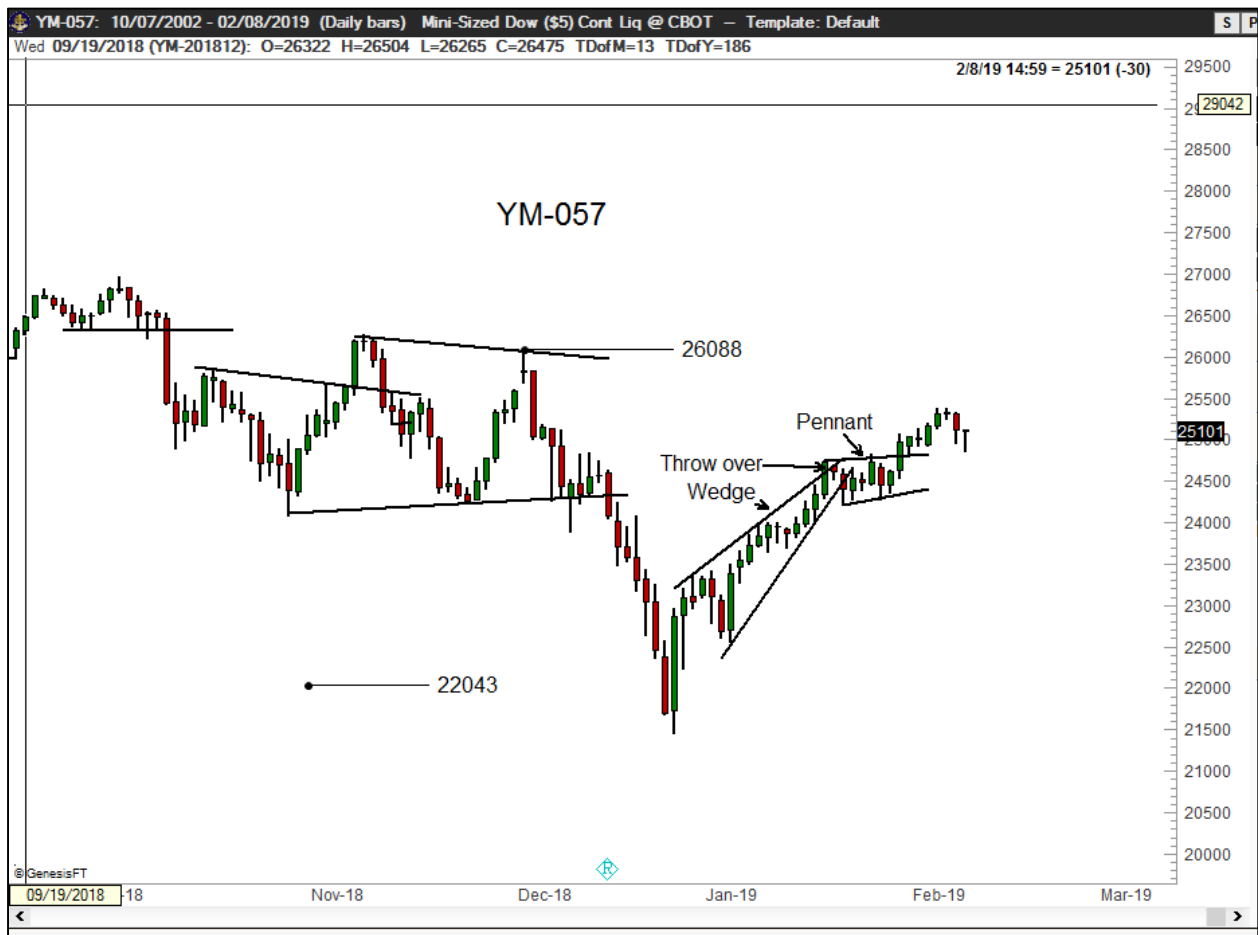 YM-057: 10/07/2002 - 02/08/2019 (Daily bars) Mini-Sized Dow ($5) Cont Liq @ CBOT — Template: Default
S P
Wed 09/19/2018 (YM-201812): O=26322 H=26504 L=26265 C=26475 TDofM=13 TDofY=186
2/8/19 14:59 = 25101 (-30)
29500
29042
28500
28000
YM-057
27500
27000
26500
26088
26000
25500
Pennant
25101
Throw over
24500
Wedge
24000
23500
23000
22500
22043
22000
21500
21000
20500
20000
R
©GenesisFT
09/19/2018 -18 Nov-18 Dec-18 Jan-19 Feb-19 Mar-19